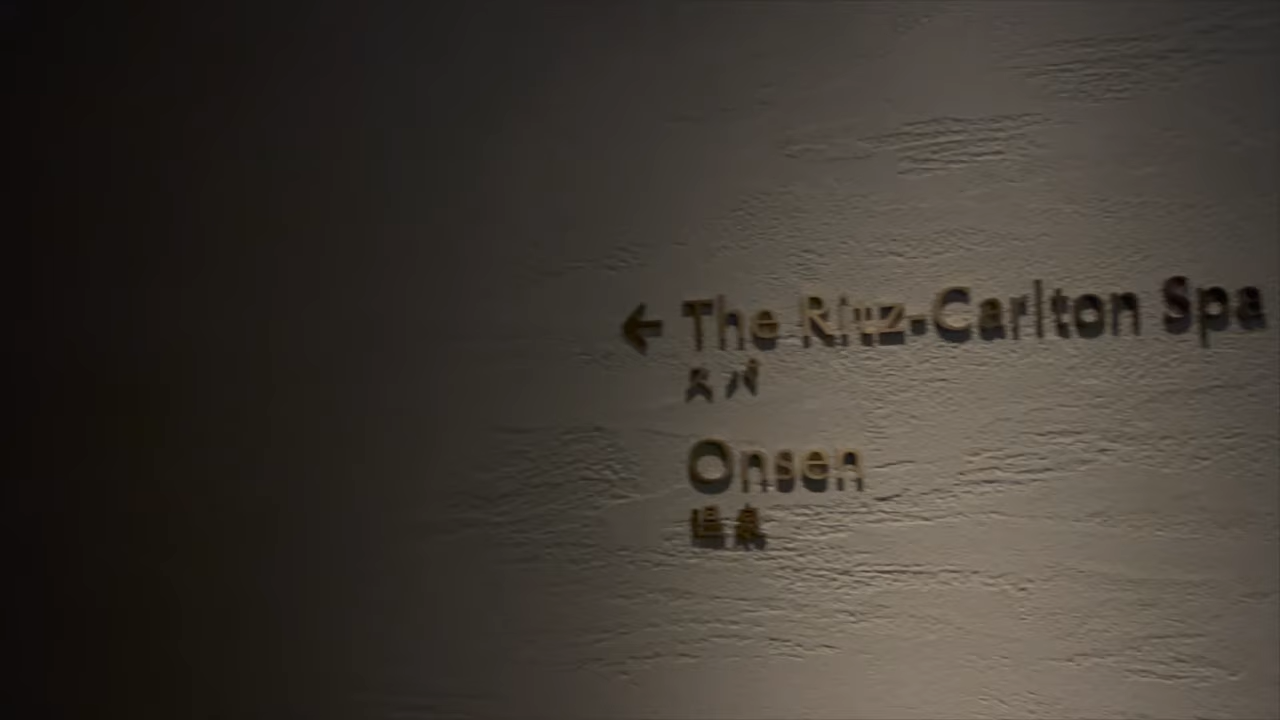 ← The Ritz-Carlton Spa
スパ
Onsen
温泉